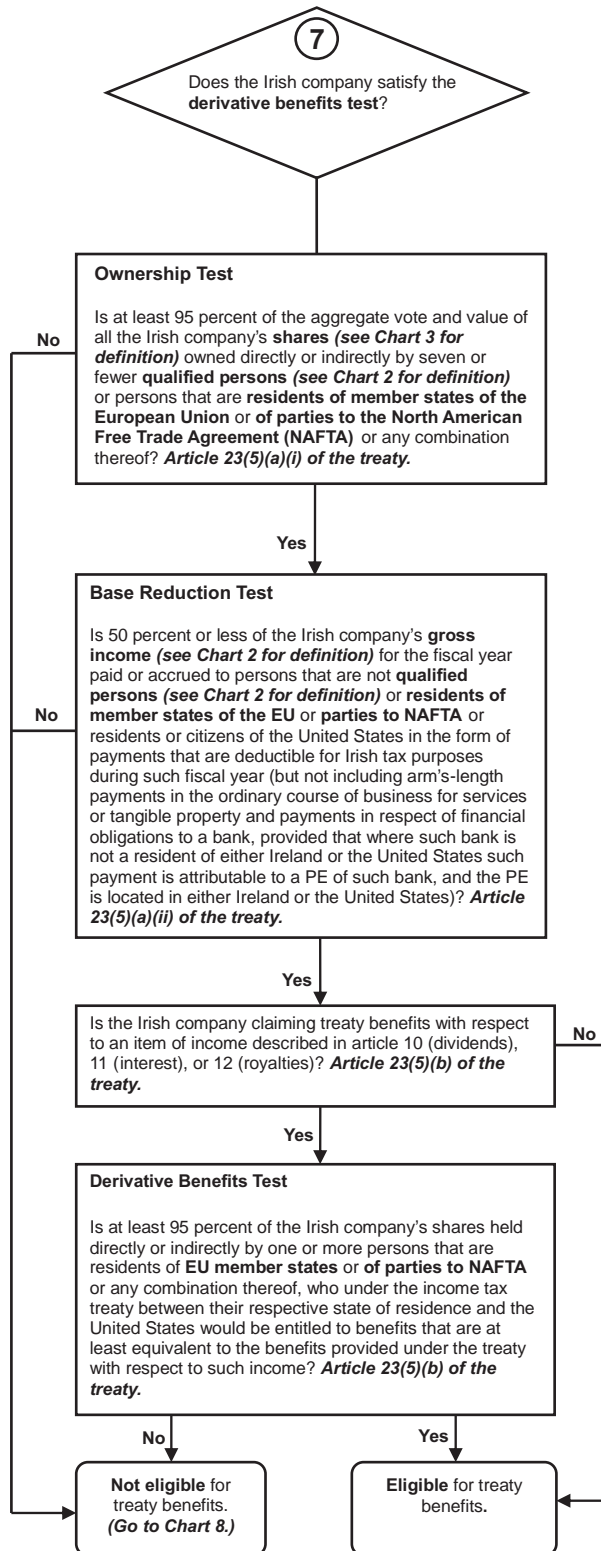 7
Does the Irish company satisfy the
derivative benefits test?
Ownership Test
Is at least 95 percent of the aggregate vote and value of
all the Irish company's shares (see Chart 3 for
definition) owned directly or indirectly by seven or
fewer qualified persons (see Chart 2 for definition)
or persons that are residents of member states of the
European Union or of parties to the North American
Free Trade Agreement (NAFTA) or any combination
thereof? Article 23(5)(a)(i) of the treaty.
No
Yes
Base Reduction Test
Is 50 percent or less of the Irish company's gross
income (see Chart 2 for definition) for the fiscal year
paid or accrued to persons that are not qualified
persons (see Chart 2 for definition) or residents of
member states of the EU or parties to NAFTA or
residents or citizens of the United States in the form of
payments that are deductible for Irish tax purposes
during such fiscal year (but not including arm's-length
payments in the ordinary course of business for services
or tangible property and payments in respect of financial
obligations to a bank, provided that where such bank is
not a resident of either Ireland or the United States such
payment is attributable to a PE of such bank, and the PE
is located in either Ireland or the United States)? Article
23(5)(a)(ii) of the treaty.
No
Yes
Is the Irish company claiming treaty benefits with respect
to an item of income described in article 10 (dividends),
11 (interest), or 12 (royalties)? Article 23(5)(b) of the
treaty.
No
Yes
Derivative Benefits Test
Is at least 95 percent of the Irish company's shares held
directly or indirectly by one or more persons that are
residents of EU member states or of parties to NAFTA
or any combination thereof, who under the income tax
treaty between their respective state of residence and the
United States would be entitled to benefits that are at
least equivalent to the benefits provided under the treaty
with respect to such income? Article 23(5)(b) of the
treaty.
No
Yes
Not eligible for
treaty benefits.
(Go to Chart 8.)
Eligible for treaty
benefits.